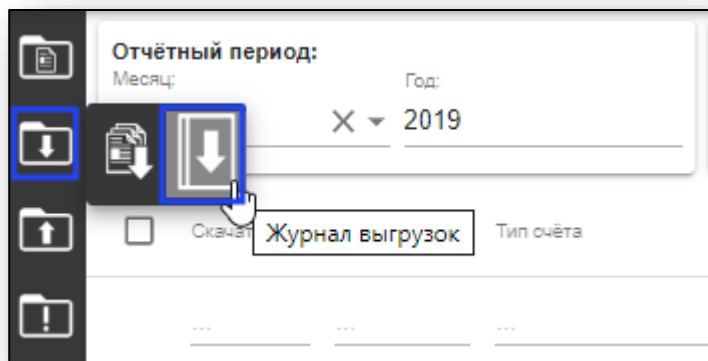 Отчётный период:
Месяц:
Год:
2019
Скачат
Журнал выгрузок
Тип счёта
... ... ...